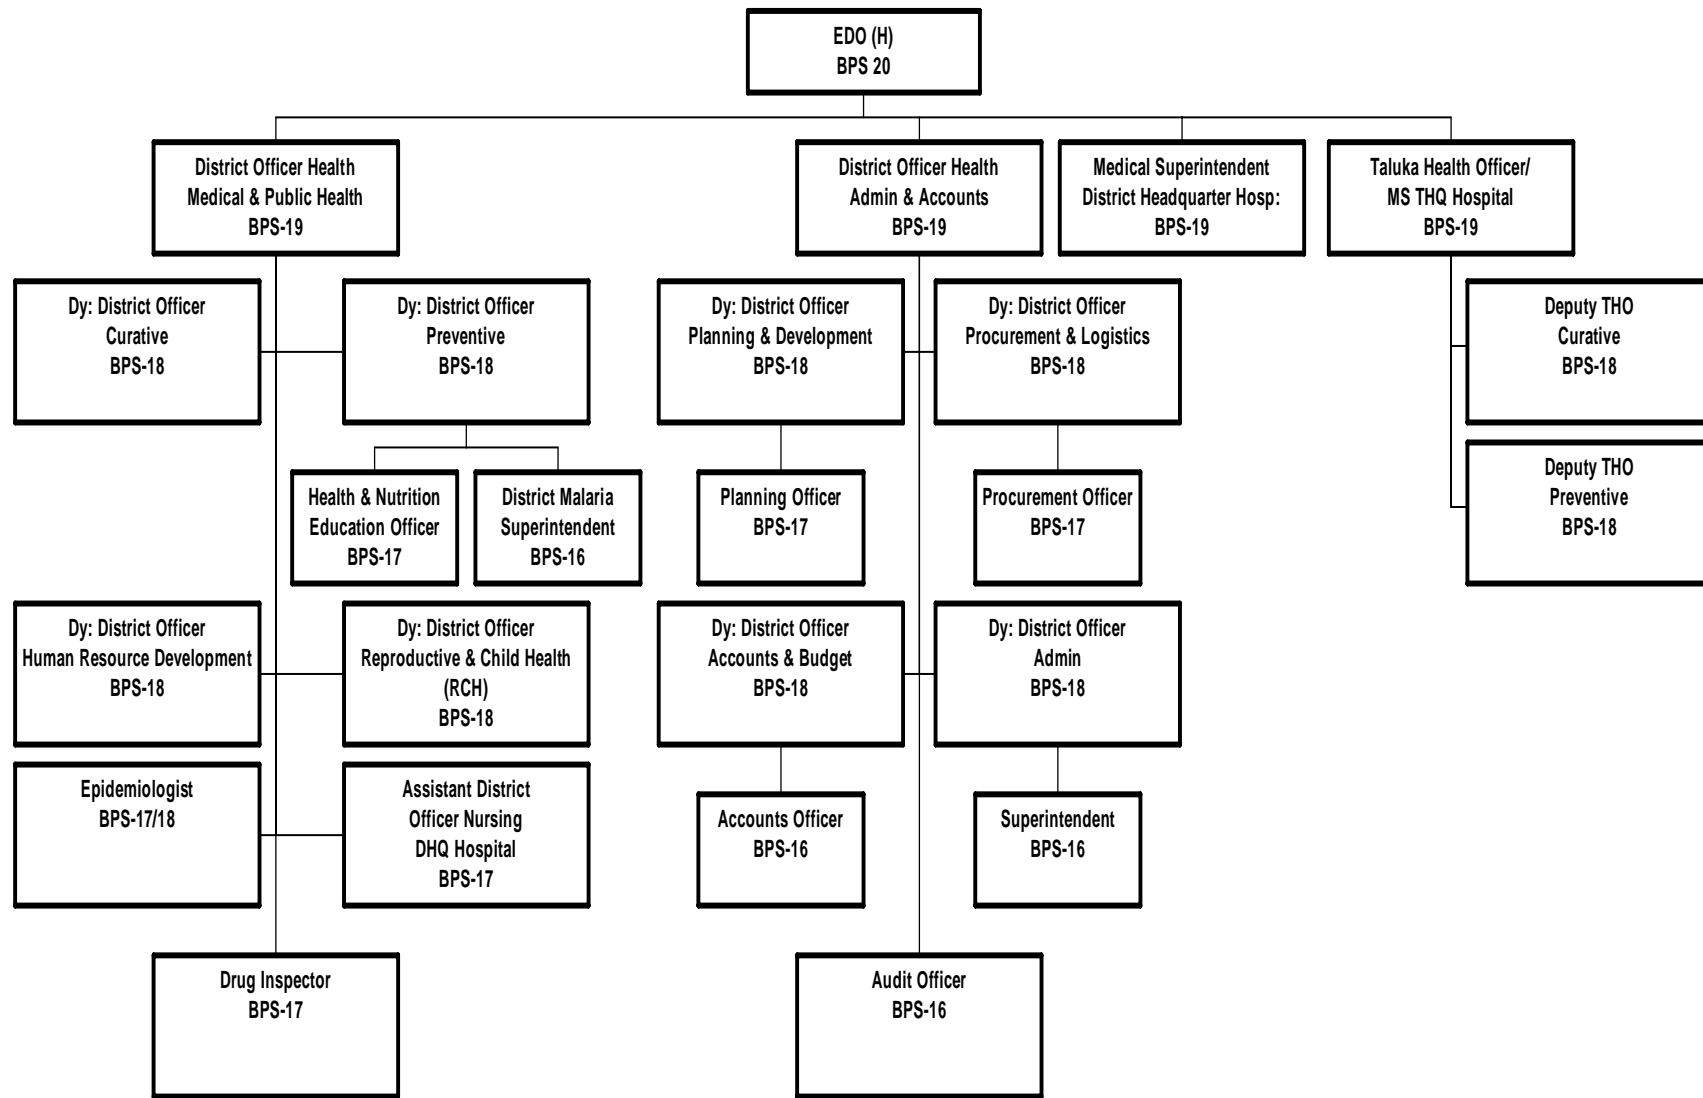 EDO (H)
BPS 20
District Officer Health
Medical & Public Health
BPS-19
District Officer Health
Admin & Accounts
BPS-19
Medical Superintendent
District Headquarter Hosp:
BPS-19
Taluka Health Officer/
MS THQ Hospital
BPS-19
Dy: District Officer
Curative
BPS-18
Dy: District Officer
Preventive
BPS-18
Dy: District Officer
Planning & Development
BPS-18
Dy: District Officer
Procurement & Logistics
BPS-18
Deputy THO
Curative
BPS-18
Health & Nutrition
Education Officer
BPS-17
District Malaria
Superintendent
BPS-16
Planning Officer
BPS-17
Procurement Officer
BPS-17
Deputy THO
Preventive
BPS-18
Dy: District Officer
Human Resource Development
BPS-18
Dy: District Officer
Reproductive & Child Health
(RCH)
BPS-18
Dy: District Officer
Accounts & Budget
BPS-18
Dy: District Officer
Admin
BPS-18
Epidemiologist
BPS-17/18
Assistant District
Officer Nursing
DHQ Hospital
BPS-17
Accounts Officer
BPS-16
Superintendent
BPS-16
Drug Inspector
BPS-17
Audit Officer
BPS-16